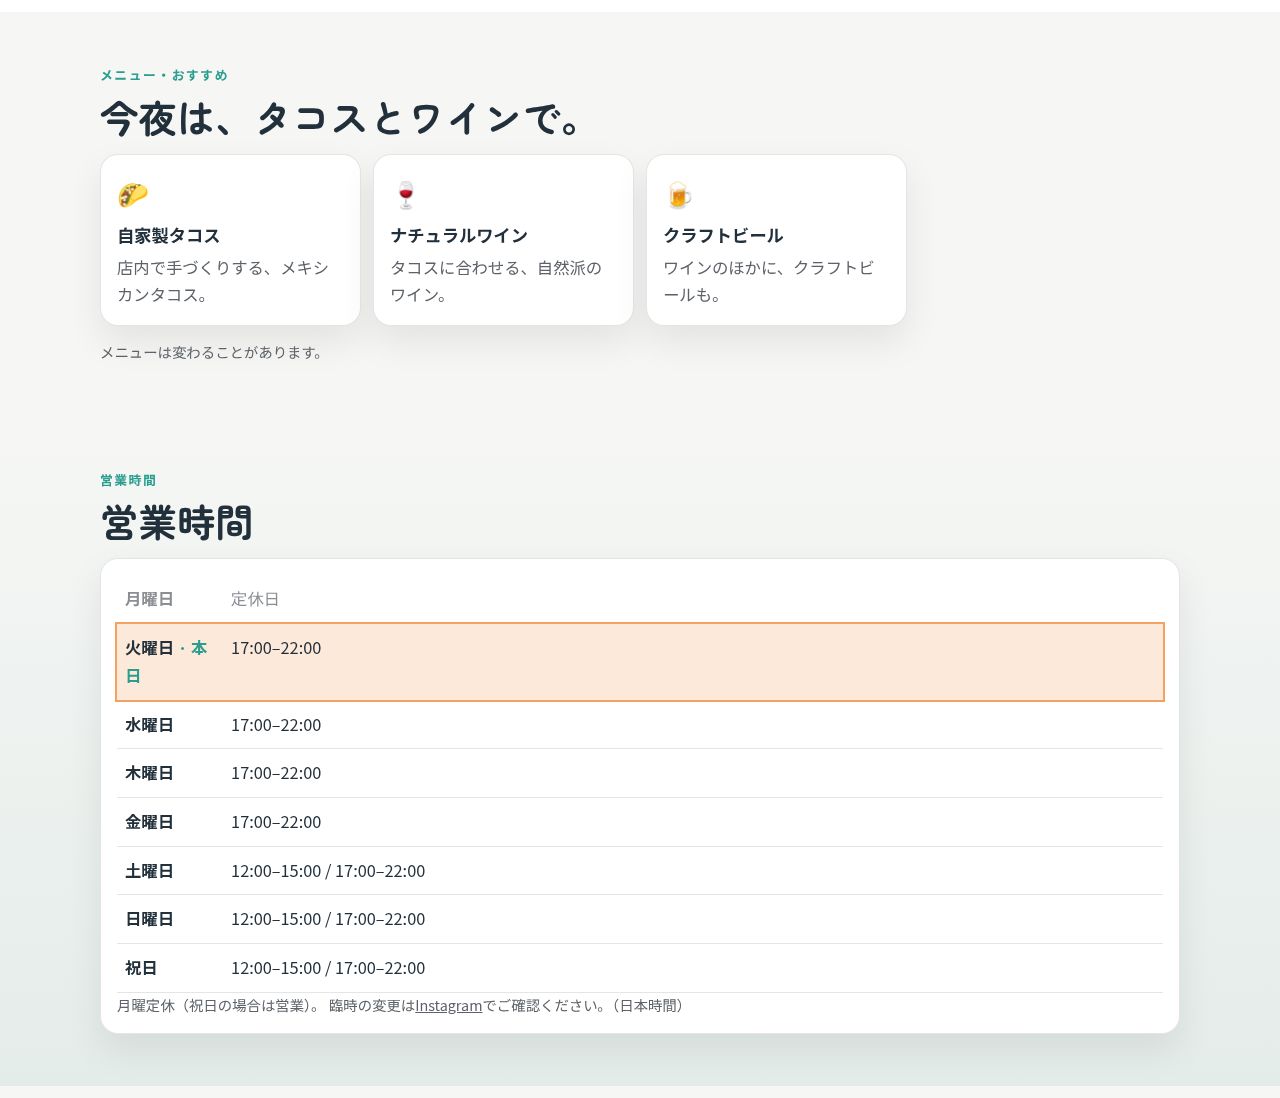 メニュー・おすすめ
今夜は、タコスとワインで。
自家製タコス
店内で手づくりする、メキシ
カンタコス。
ナチュラルワイン
タコスに合わせる、自然派の
ワイン。
クラフトビール
ワインのほかに、クラフトビ
ールも。
メニューは変わることがあります。
営業時間
営業時間
月曜日 定休日
火曜日 · 本 17:00–22:00
日
水曜日 17:00–22:00
木曜日 17:00–22:00
金曜日 17:00–22:00
土曜日 12:00–15:00 / 17:00–22:00
日曜日 12:00–15:00 / 17:00–22:00
祝日 12:00–15:00 / 17:00–22:00
月曜定休（祝日の場合は営業）。 臨時の変更はInstagramでご確認ください。（日本時間）